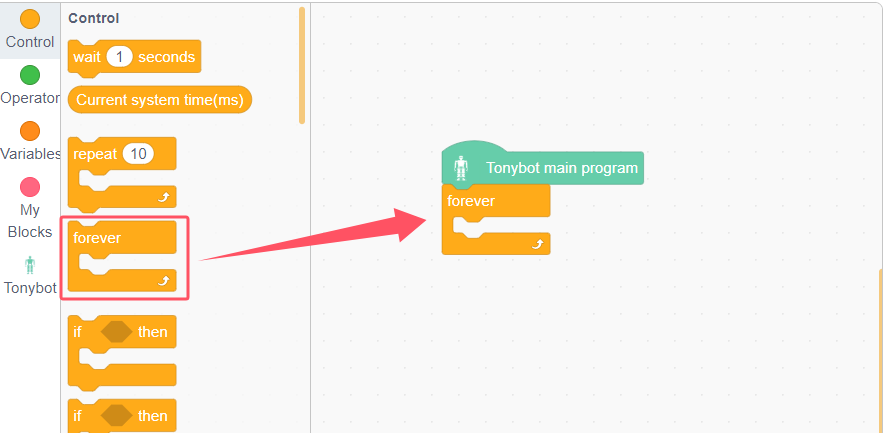 Control
Operator
Variables
My
Blocks
Tonybot
Control
wait 1 seconds
Current system time(ms)
repeat 10
forever
if then
if then
Tonybot main program
forever